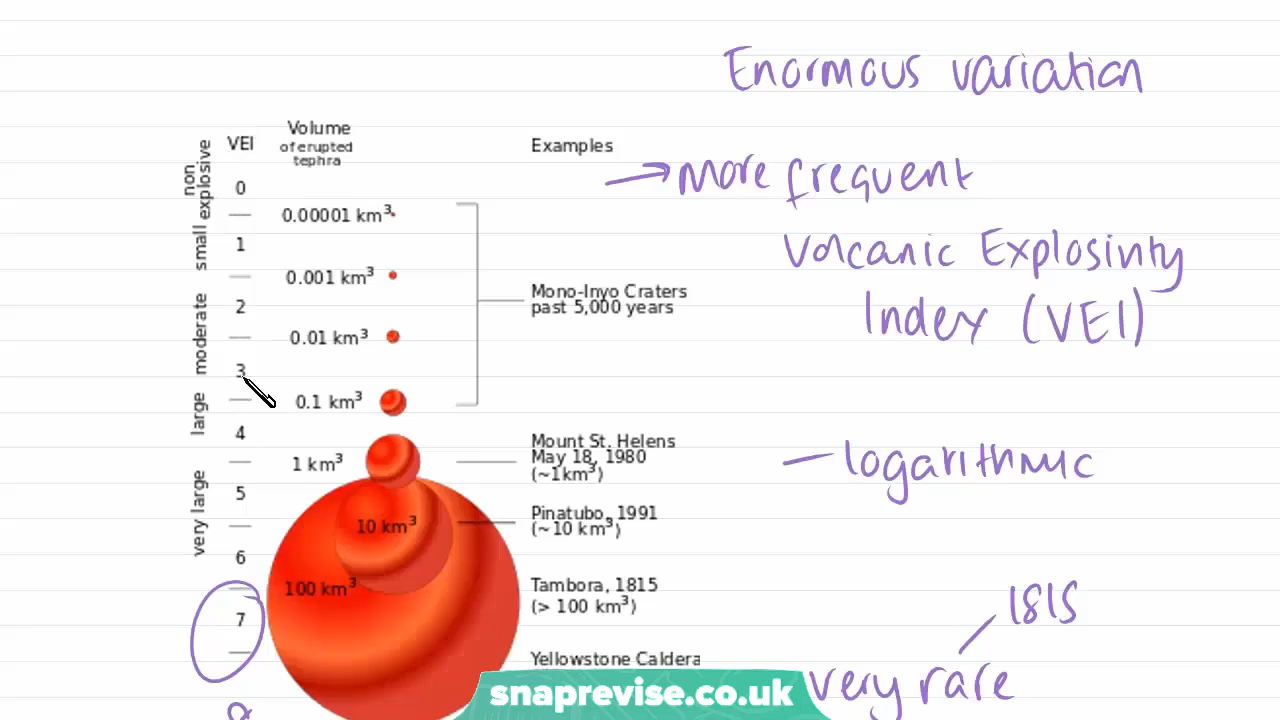 Enormous variation
Volume
of erupted
tephra
VEI
Examples
non
explosive
0
→ More frequent
0.00001 km³
small
1
Volcanic Explosivity
Index (VEI)
0.001 km³
moderate
2
Mono-Inyo Craters
past 5,000 years
0.01 km³
3
0.1 km³
large
4
Mount St. Helens
May 18, 1980
(~1km³)
1 km³
– logarithmic
very large
5
Pinatubo, 1991
(~10 km³)
10 km³
6
Tambora, 1815
(> 100 km³)
100 km³
1815
7
Yellowstone Caldera
very rare
snaprevise.co.uk